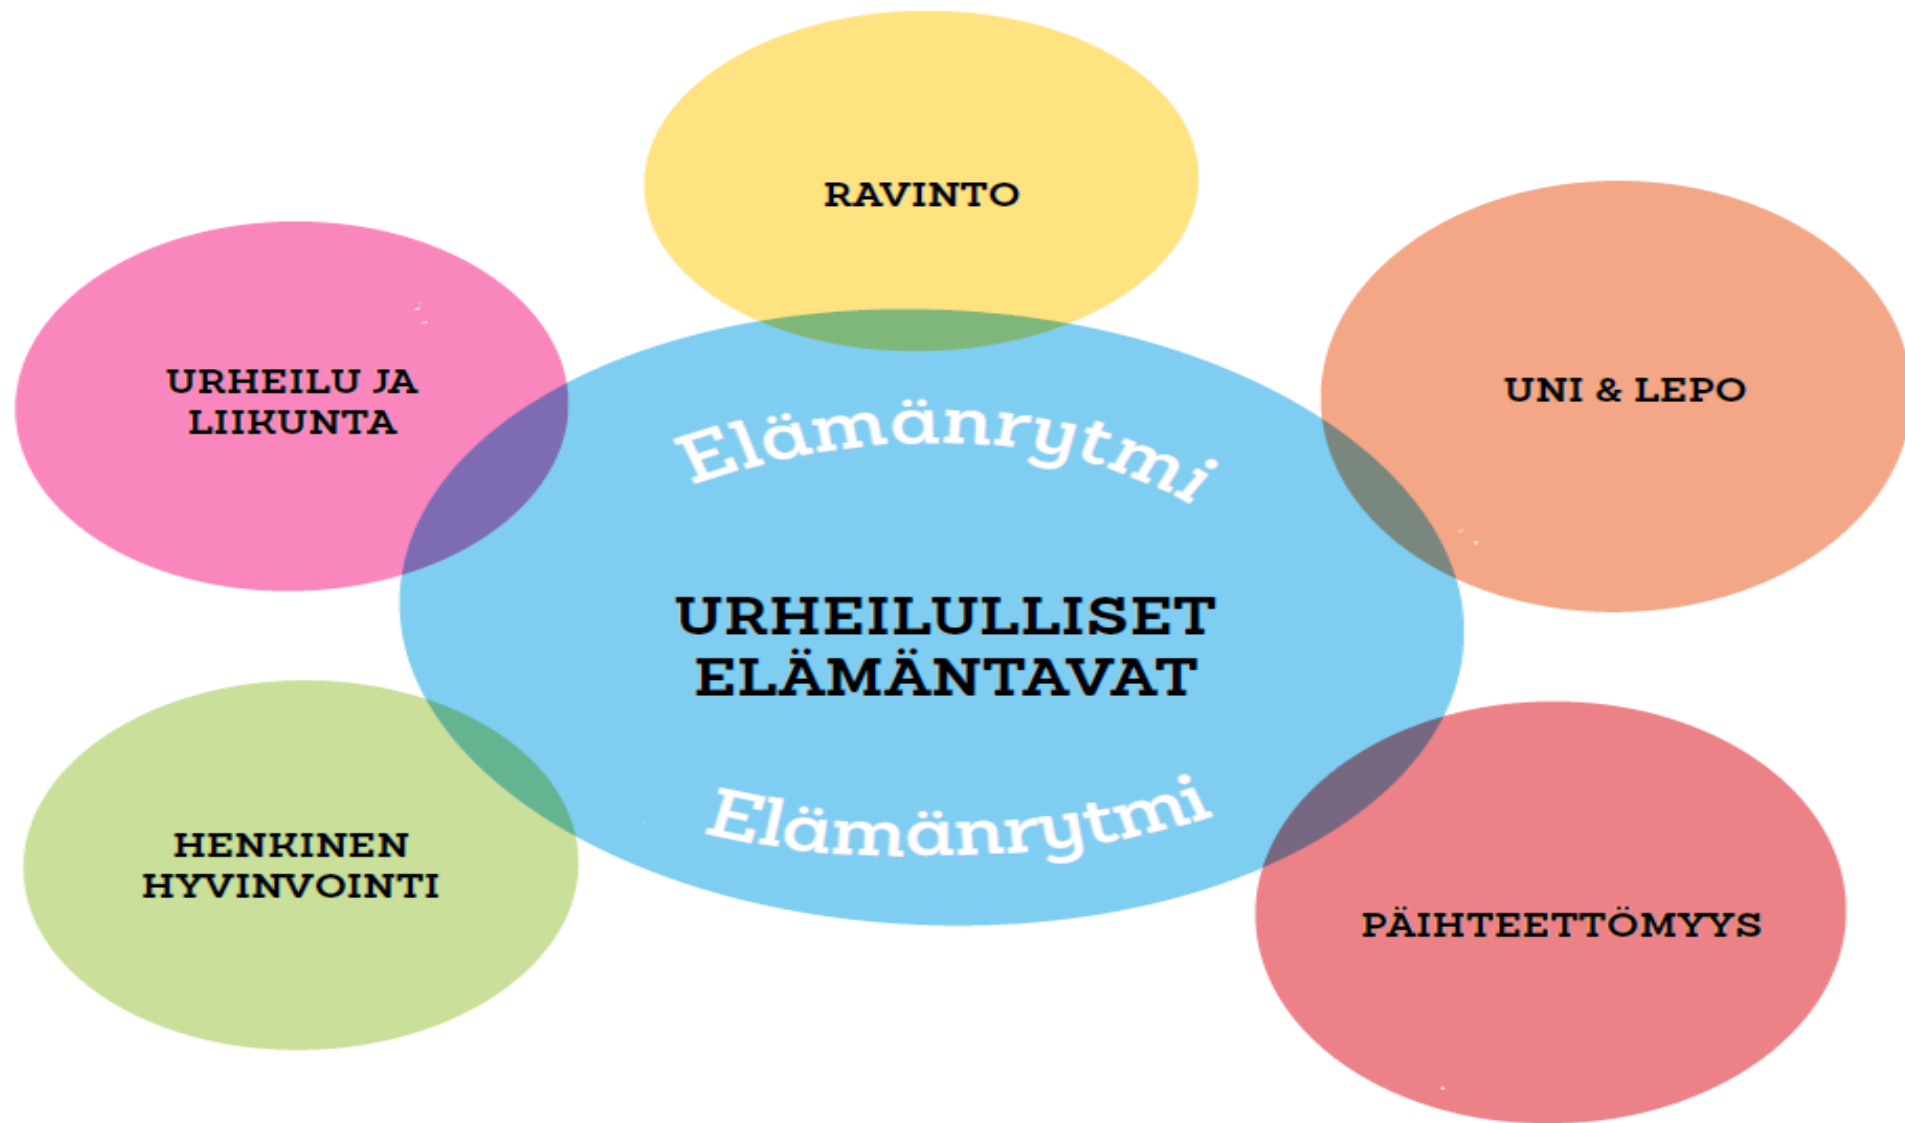 RAVINTO
URHEILU JA
LIIKUNTA
UNI & LEPO
Elämänrytmi
URHEILULLISET
ELÄMÄNTAVAT
Elämänrytmi
HENKINEN
HYVINVOINTI
PÄIHTEETTÖMYYS